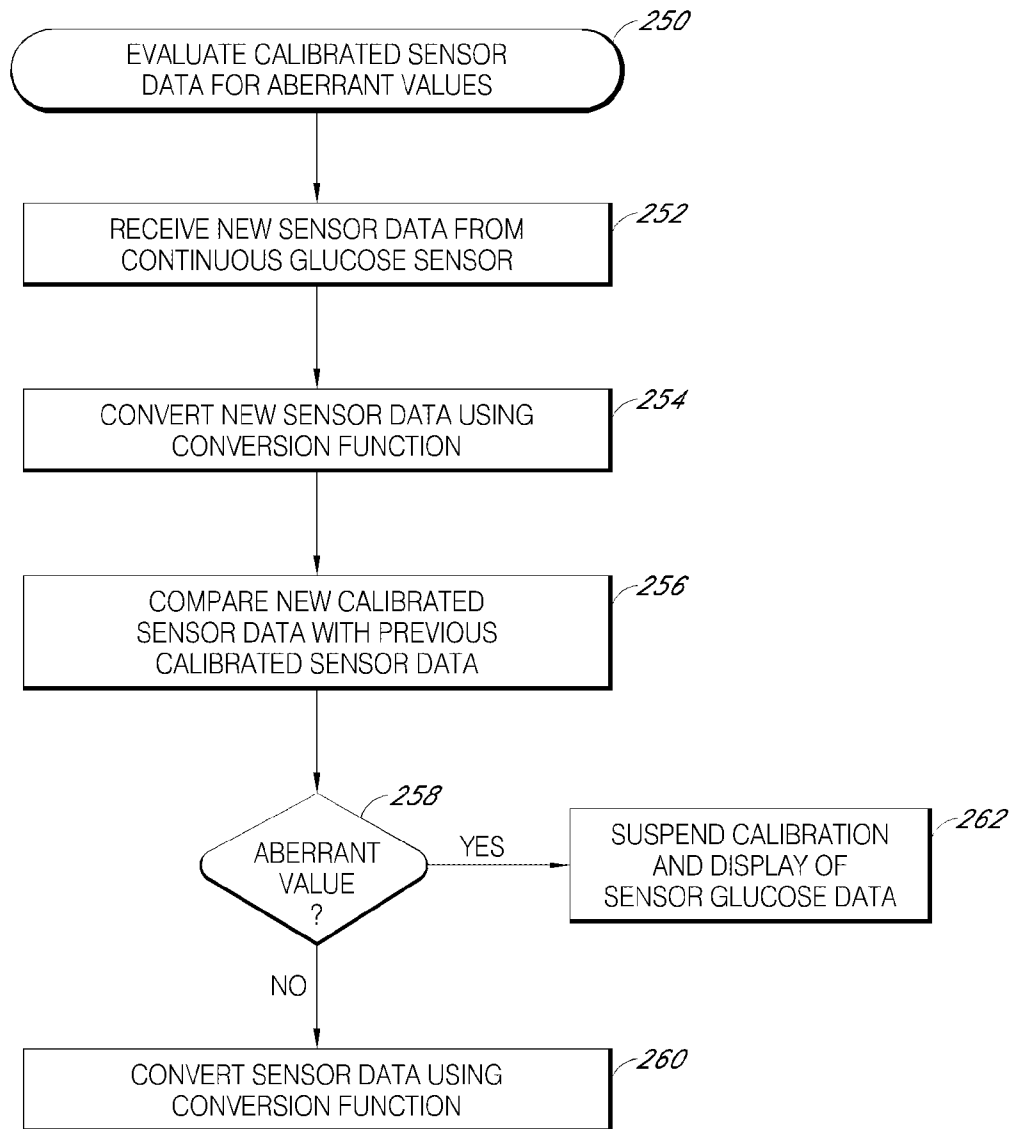 250
EVALUATE CALIBRATED SENSOR
DATA FOR ABERRANT VALUES
252
RECEIVE NEW SENSOR DATA FROM
CONTINUOUS GLUCOSE SENSOR
254
CONVERT NEW SENSOR DATA USING
CONVERSION FUNCTION
256
COMPARE NEW CALIBRATED
SENSOR DATA WITH PREVIOUS
CALIBRATED SENSOR DATA
258
ABERRANT
VALUE
?
YES
262
SUSPEND CALIBRATION
AND DISPLAY OF
SENSOR GLUCOSE DATA
NO
260
CONVERT SENSOR DATA USING
CONVERSION FUNCTION